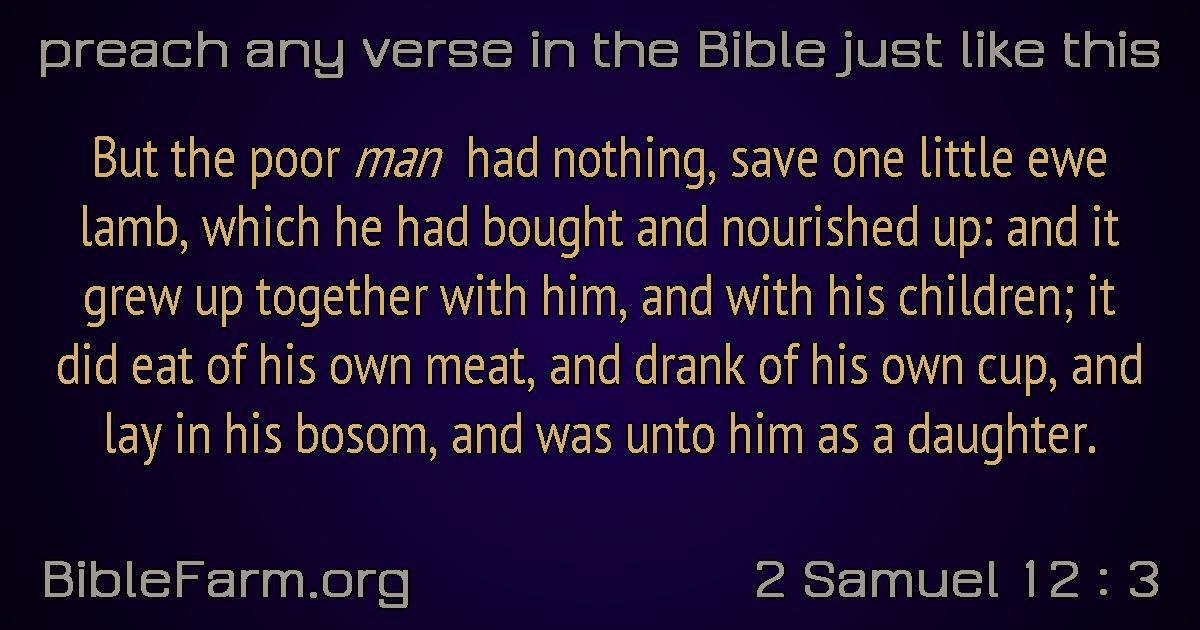 preach any verse in the Bible just like this
But the poor man had nothing, save one little ewe
lamb, which he had bought and nourished up: and it
grew up together with him, and with his children; it
did eat of his own meat, and drank of his own cup, and
lay in his bosom, and was unto him as a daughter.
BibleFarm.org
2 Samuel 12 : 3